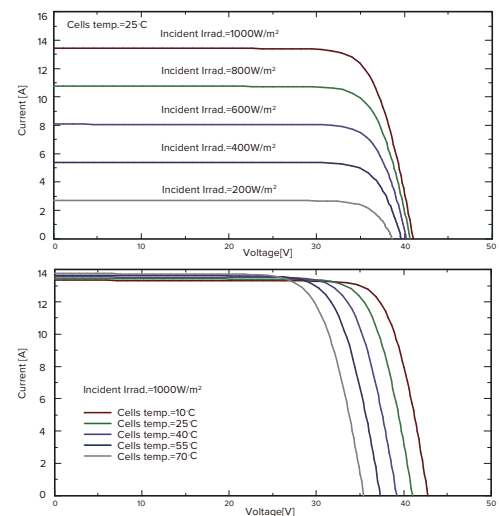 16
Cells temp.=25°C
Incident Irrad.=1000W/m²
14
12
Incident Irrad.=800W/m²
10
Current [A]
Incident Irrad.=600W/m²
8
Incident Irrad.=400W/m²
6
4
Incident Irrad.=200W/m²
2
0
0 10 20 30 40 50
Voltage[V]
14
12
10
Current [A]
8
Incident Irrad.=1000W/m²
6
Cells temp.=10°C
Cells temp.=25°C
4
Cells temp.=40°C
Cells temp.=55°C
Cells temp.=70°C
2
0
0 10 20 30 40 50
Voltage[V]